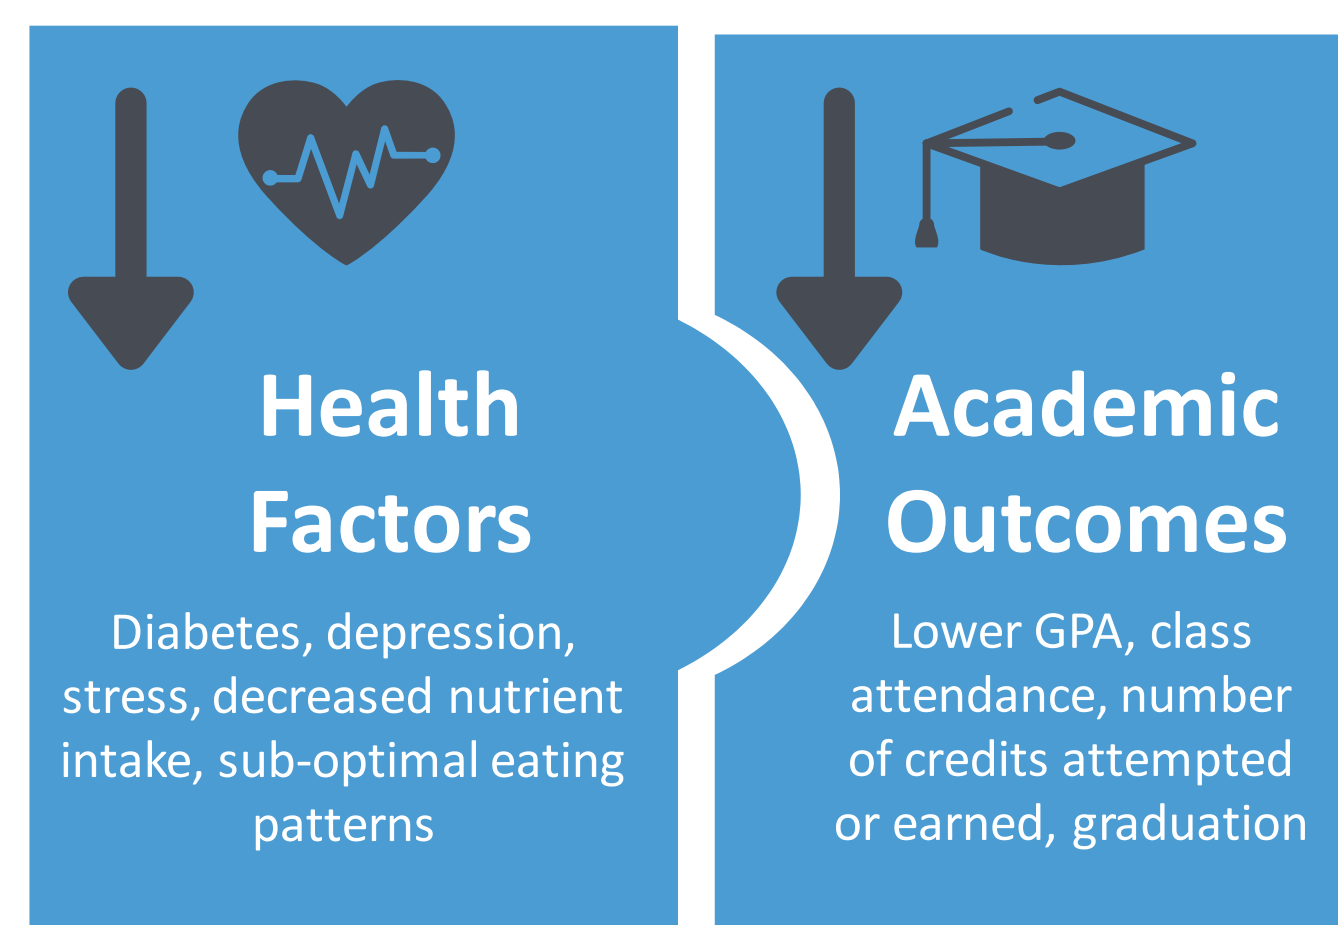 Health
Factors
Diabetes, depression,
stress, decreased nutrient
intake, sub-optimal eating
patterns
Academic
Outcomes
Lower GPA, class
attendance, number
of credits attempted
or earned, graduation